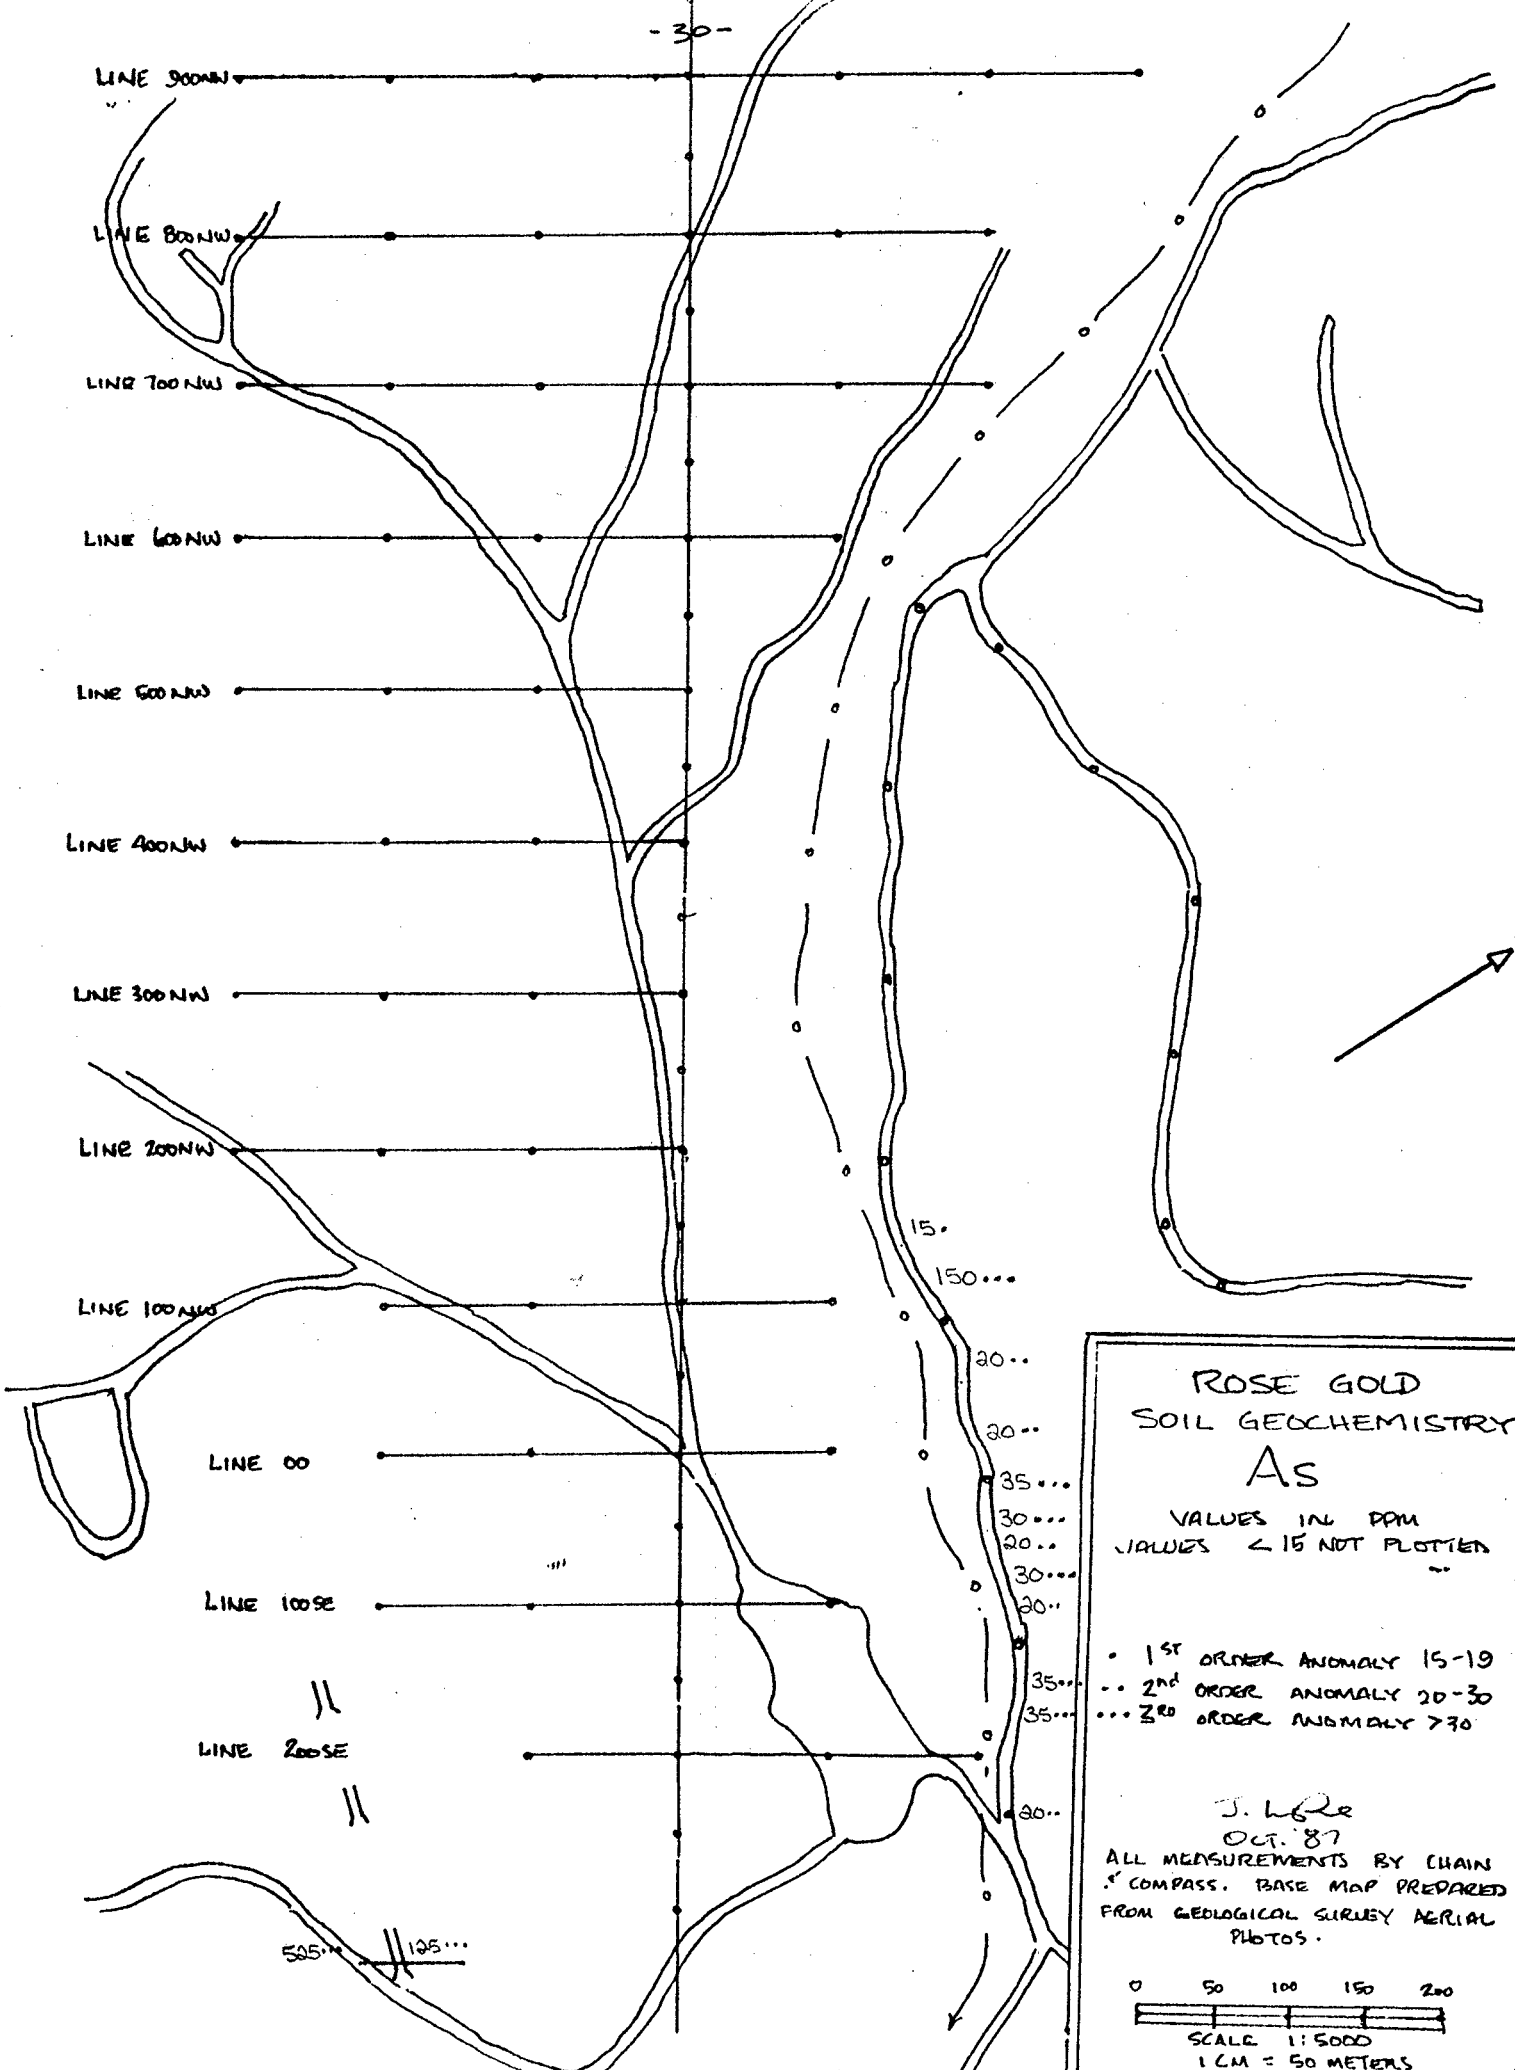 - 30 -
LINE 900NW
LINE 800NW
LINE 700NW
LINE 600NW
LINE 500NW
LINE 400NW
LINE 300NW
LINE 200NW
15.
150...
LINE 100NW
20..
20..
LINE 00
35...
30...
20..
30...
20..
LINE 100SE
35...
35...
LINE 200SE
20..
525...
125...
ROSE GOLD
SOIL GEOCHEMISTRY
As
VALUES IN PPM
VALUES < 15 NOT PLOTTED
. 1ST ORDER ANOMALY 15-19
.. 2nd ORDER ANOMALY 20-30
... 3RD ORDER ANOMALY >30
J.
OCT. '87
ALL MEASUREMENTS BY CHAIN
& COMPASS. BASE MAP PREPARED
FROM GEOLOGICAL SURVEY AERIAL
PHOTOS.
0 50 100 150 200
SCALE 1:5000
1 CM = 50 METERS